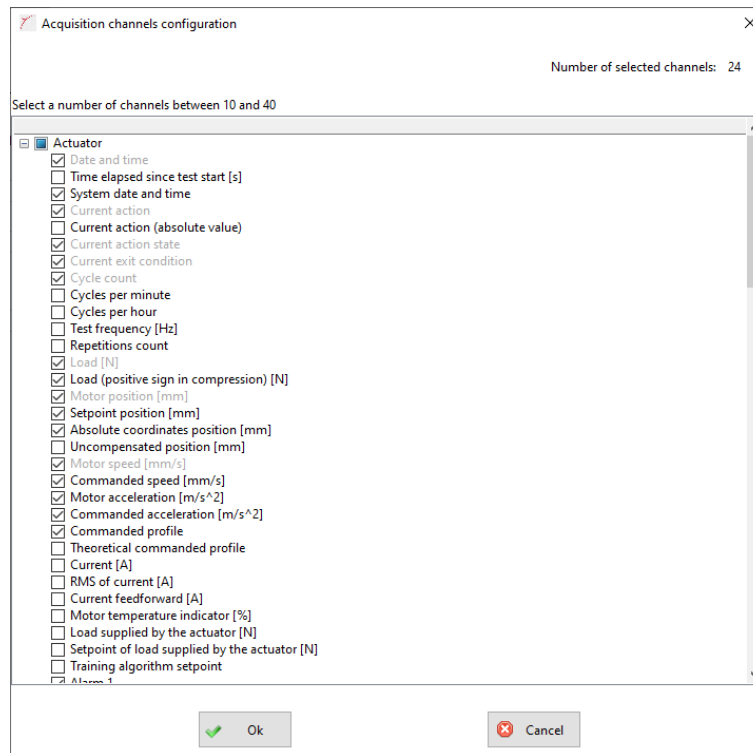 Acquisition channels configuration
Number of selected channels: 24
Select a number of channels between 10 and 40
Actuator
Date and time
Time elapsed since test start [s]
System date and time
Current action
Current action (absolute value)
Current action state
Current exit condition
Cycle count
Cycles per minute
Cycles per hour
Test frequency [Hz]
Repetitions count
Load [N]
Load (positive sign in compression) [N]
Motor position [mm]
Setpoint position [mm]
Absolute coordinates position [mm]
Uncompensated position [mm]
Motor speed [mm/s]
Commanded speed [mm/s]
Motor acceleration [m/s^2]
Commanded acceleration [m/s^2]
Commanded profile
Theoretical commanded profile
Current [A]
RMS of current [A]
Current feedforward [A]
Motor temperature indicator [%]
Load supplied by the actuator [N]
Setpoint of load supplied by the actuator [N]
Training algorithm setpoint
Alarm 1
Ok
Cancel